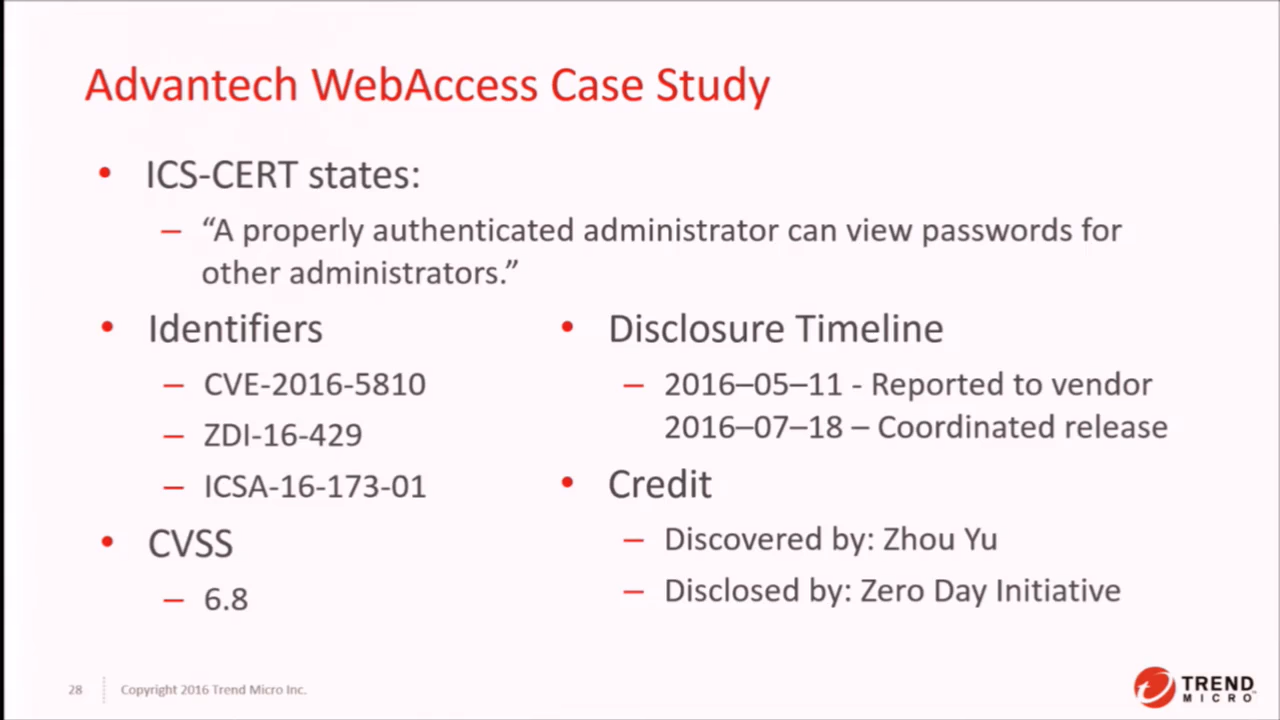 Advantech WebAccess Case Study
• ICS-CERT states:
– “A properly authenticated administrator can view passwords for
other administrators.”
• Identifiers
– CVE-2016-5810
– ZDI-16-429
– ICSA-16-173-01
• CVSS
– 6.8
• Disclosure Timeline
– 2016–05–11 - Reported to vendor
2016–07–18 – Coordinated release
• Credit
– Discovered by: Zhou Yu
– Disclosed by: Zero Day Initiative
28
Copyright 2016 Trend Micro Inc.
TREND
MICRO